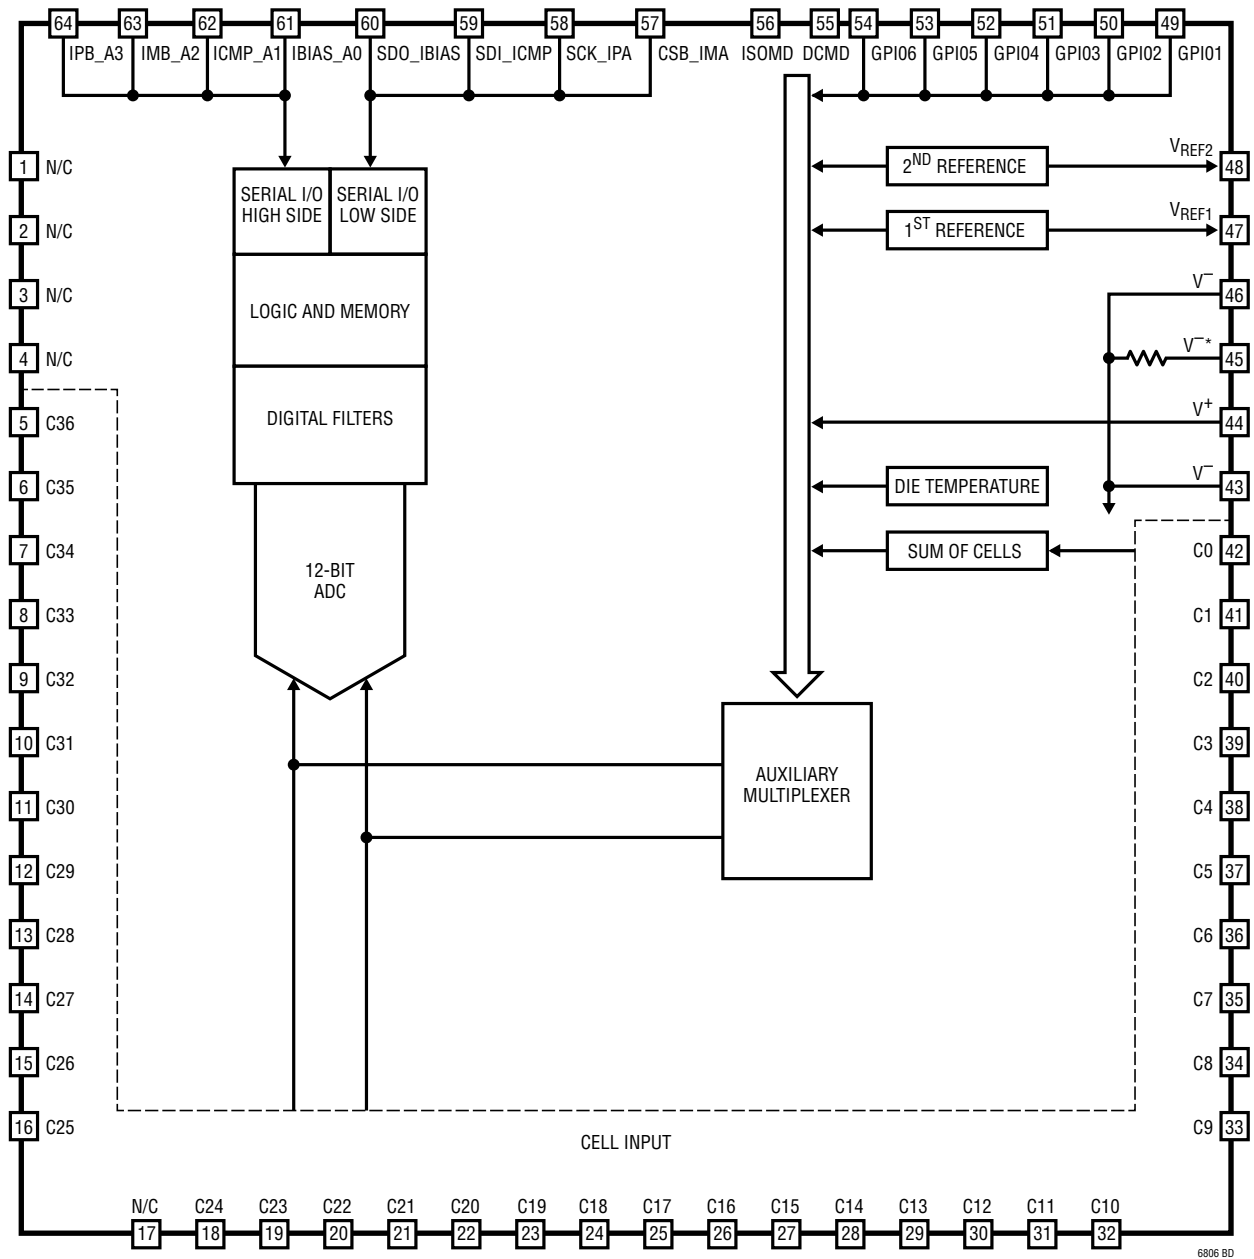 64 63 62 61 60 59 58 57 56 55 54 53 52 51 50 49
IPB_A3 IMB_A2 ICMP_A1 IBIAS_A0 SDO_IBIAS SDI_ICMP SCK_IPA CSB_IMA ISOMD DCMD GPI06 GPI05 GPI04 GPI03 GPI02 GPI01
1 N/C
2 N/C
3 N/C
4 N/C
5 C36
6 C35
7 C34
8 C33
9 C32
10 C31
11 C30
12 C29
13 C28
14 C27
15 C26
16 C25
SERIAL I/O
HIGH SIDE
SERIAL I/O
LOW SIDE
LOGIC AND MEMORY
DIGITAL FILTERS
12-BIT
ADC
2ND REFERENCE
1ST REFERENCE
DIE TEMPERATURE
SUM OF CELLS
AUXILIARY
MULTIPLEXER
VREF2 48
VREF1 47
V– 46
V–* 45
V+ 44
V– 43
C0 42
C1 41
C2 40
C3 39
C4 38
C5 37
C6 36
C7 35
C8 34
C9 33
CELL INPUT
N/C C24 C23 C22 C21 C20 C19 C18 C17 C16 C15 C14 C13 C12 C11 C10
17 18 19 20 21 22 23 24 25 26 27 28 29 30 31 32
6806 BD